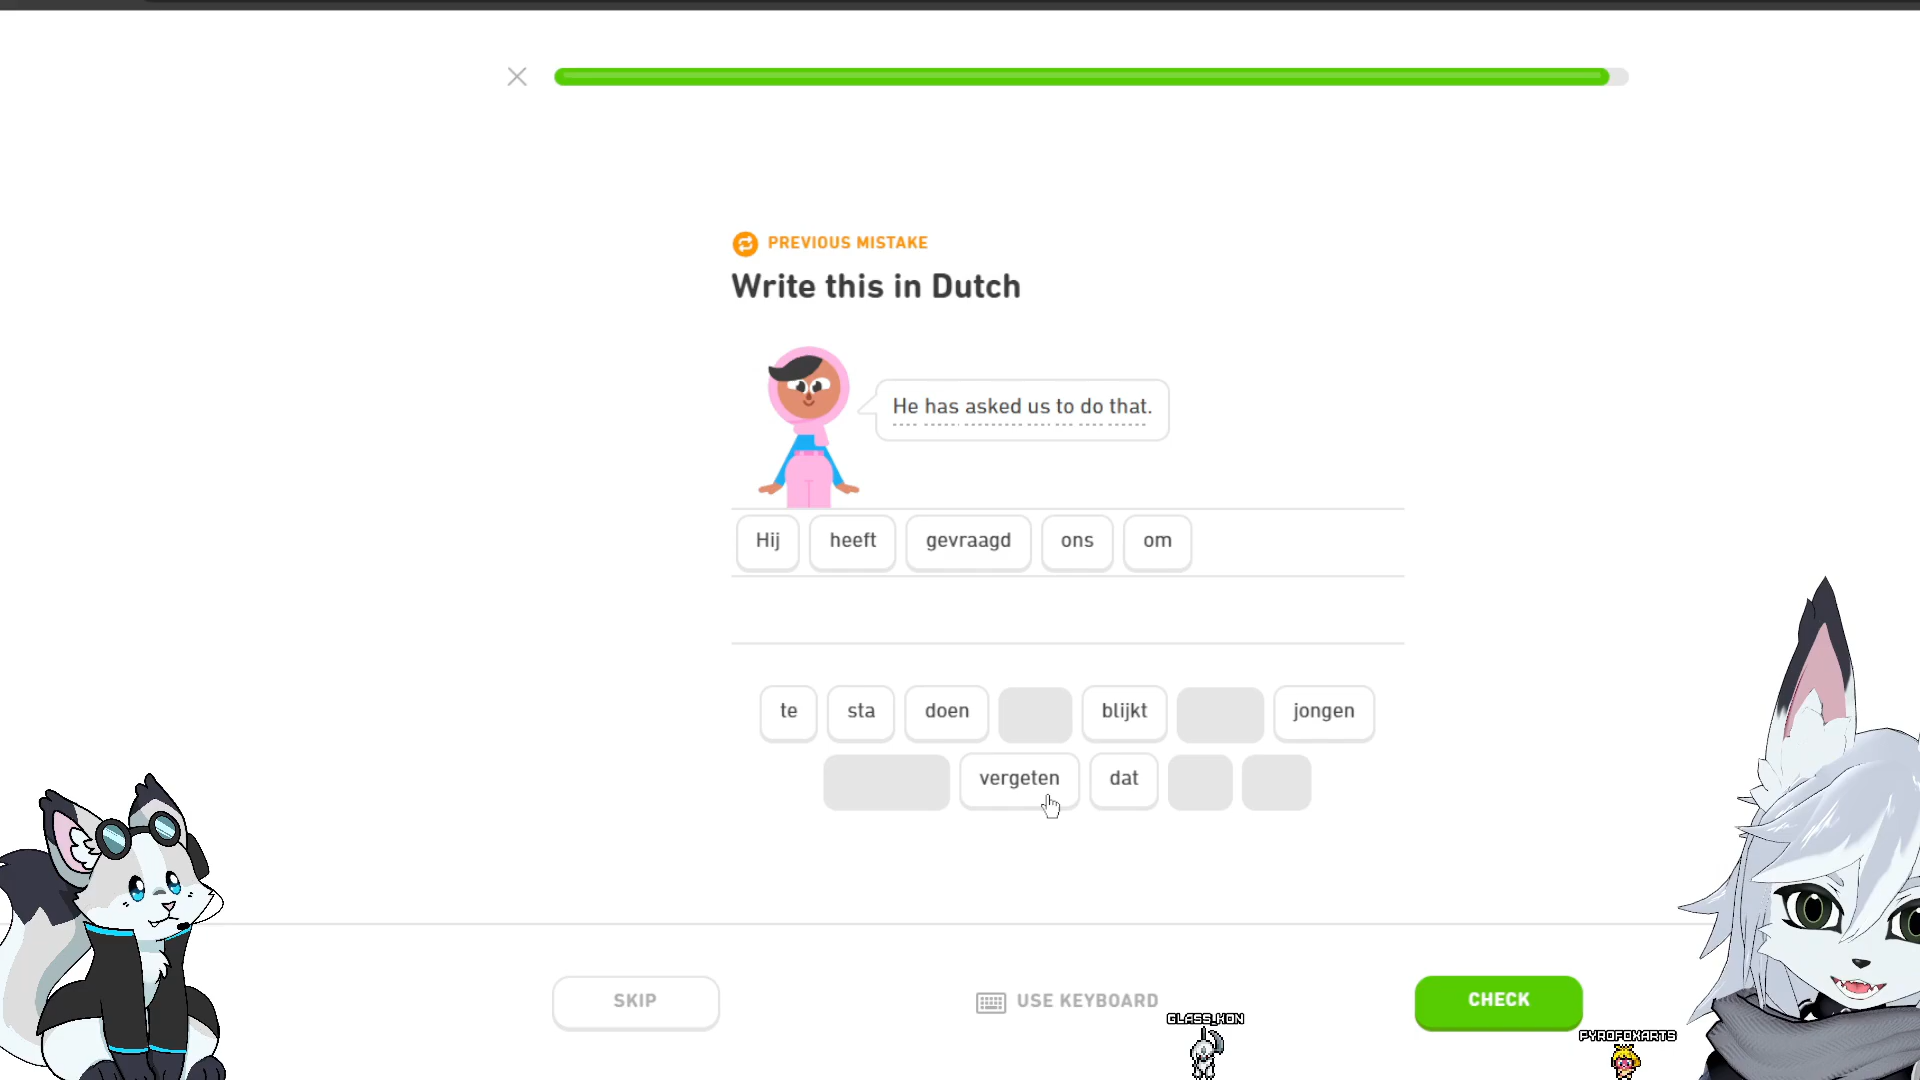 PREVIOUS MISTAKE
Write this in Dutch
He has asked us to do that.
Hij heeft gevraagd ons om
te sta doen blijkt jongen
vergeten dat
SKIP USE KEYBOARD CHECK
GLASS_KON
PYROFOXARTS